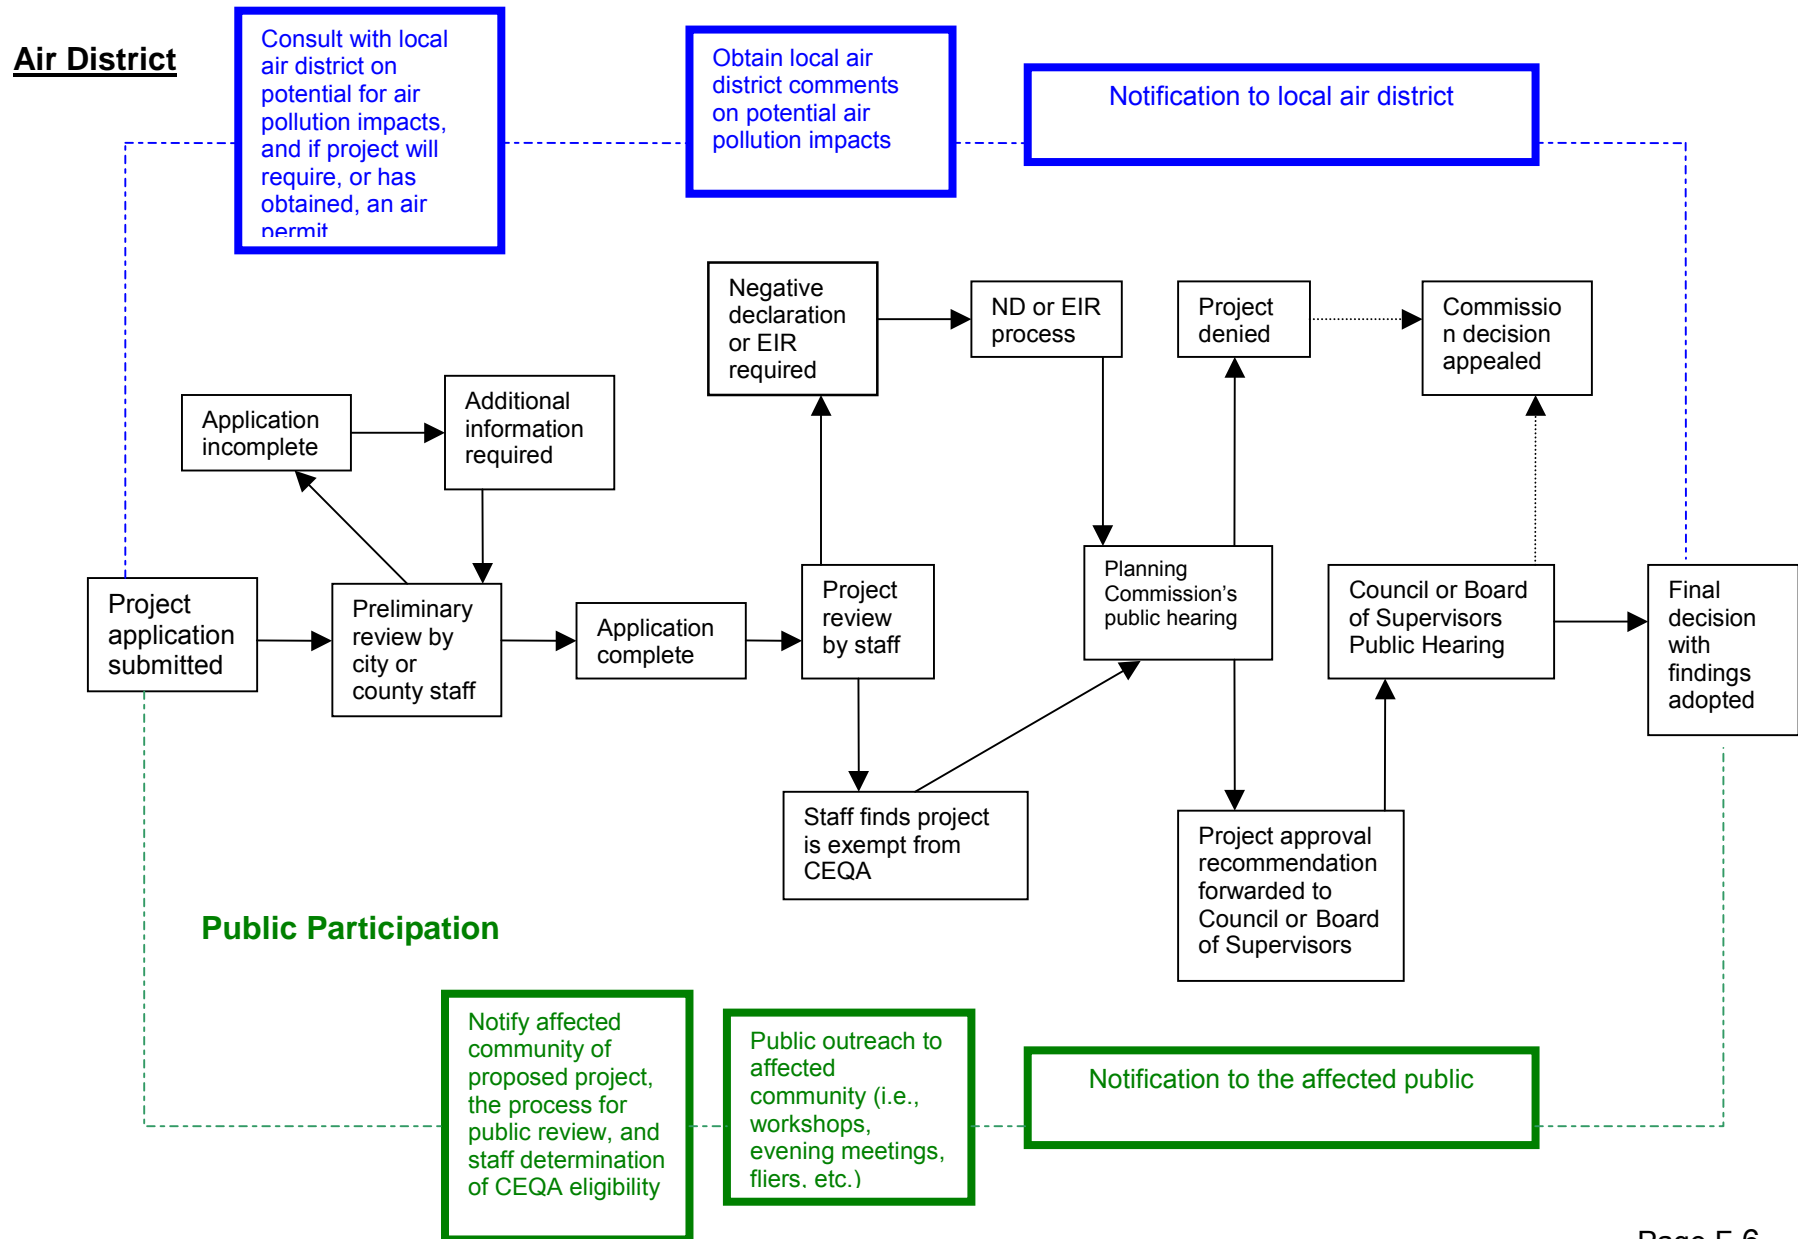 Air District
Consult with local
air district on
potential for air
pollution impacts,
and if project will
require, or has
obtained, an air
permit
Obtain local air
district comments
on potential air
pollution impacts
Notification to local air district
Negative
declaration
or EIR
required
ND or EIR
process
Project
denied
Commissio
n decision
appealed
Application
incomplete
Additional
information
required
Project
application
submitted
Preliminary
review by
city or
county staff
Application
complete
Project
review
by staff
Planning
Commission's
public hearing
Council or Board
of Supervisors
Public Hearing
Final
decision
with
findings
adopted
Staff finds project
is exempt from
CEQA
Project approval
recommendation
forwarded to
Council or Board
of Supervisors
Public Participation
Notify affected
community of
proposed project,
the process for
public review, and
staff determination
of CEQA eligibility
Public outreach to
affected
community (i.e.,
workshops,
evening meetings,
fliers, etc.)
Notification to the affected public
Page F-6